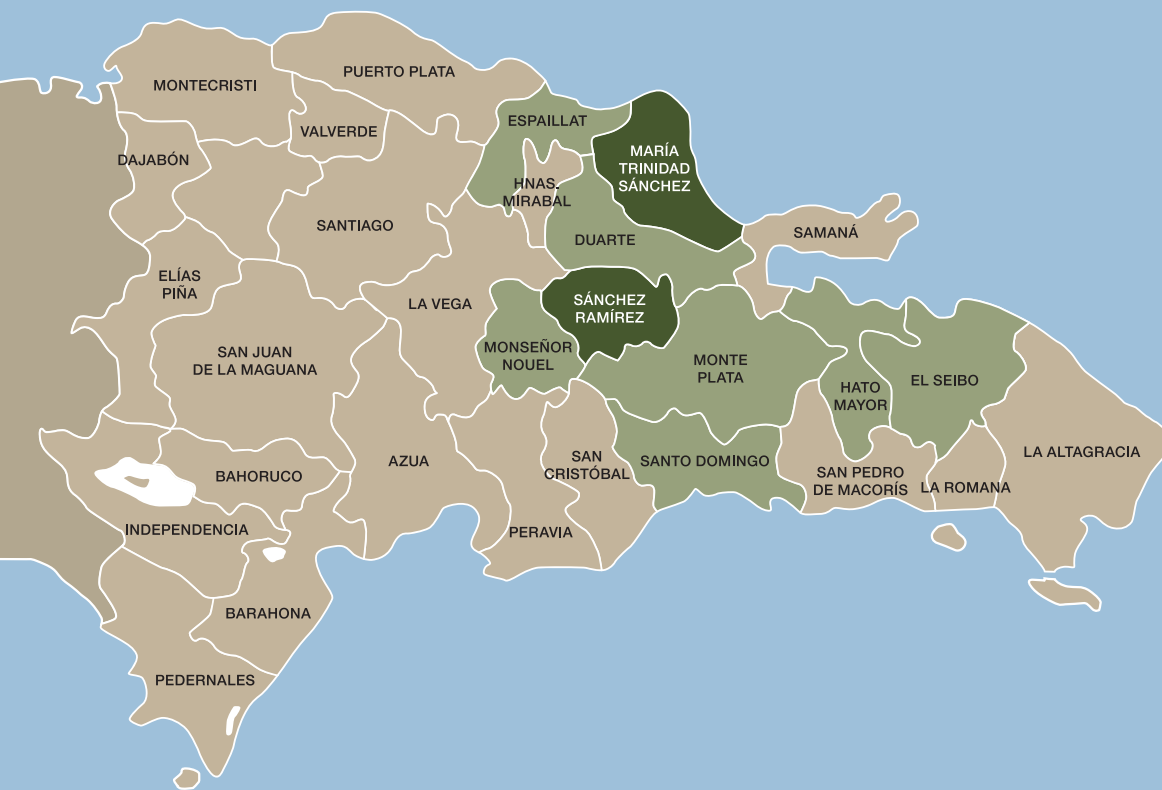 PUERTO PLATA
MONTECRISTI
ESPAILLAT
VALVERDE
MARÍA
TRINIDAD
SÁNCHEZ
DAJABÓN
HNAS.
MIRABAL
SANTIAGO
SAMANÁ
DUARTE
ELÍAS
PIÑA
LA VEGA
SÁNCHEZ
RAMÍREZ
SAN JUAN
DE LA MAGUANA
MONSEÑOR
NOUEL
MONTE
PLATA
HATO
MAYOR
EL SEIBO
LA ALTAGRACIA
AZUA
SAN
CRISTÓBAL
SANTO DOMINGO
BAHORUCO
SAN PEDRO
DE MACORÍS
LA ROMANA
INDEPENDENCIA
PERAVIA
BARAHONA
PEDERNALES